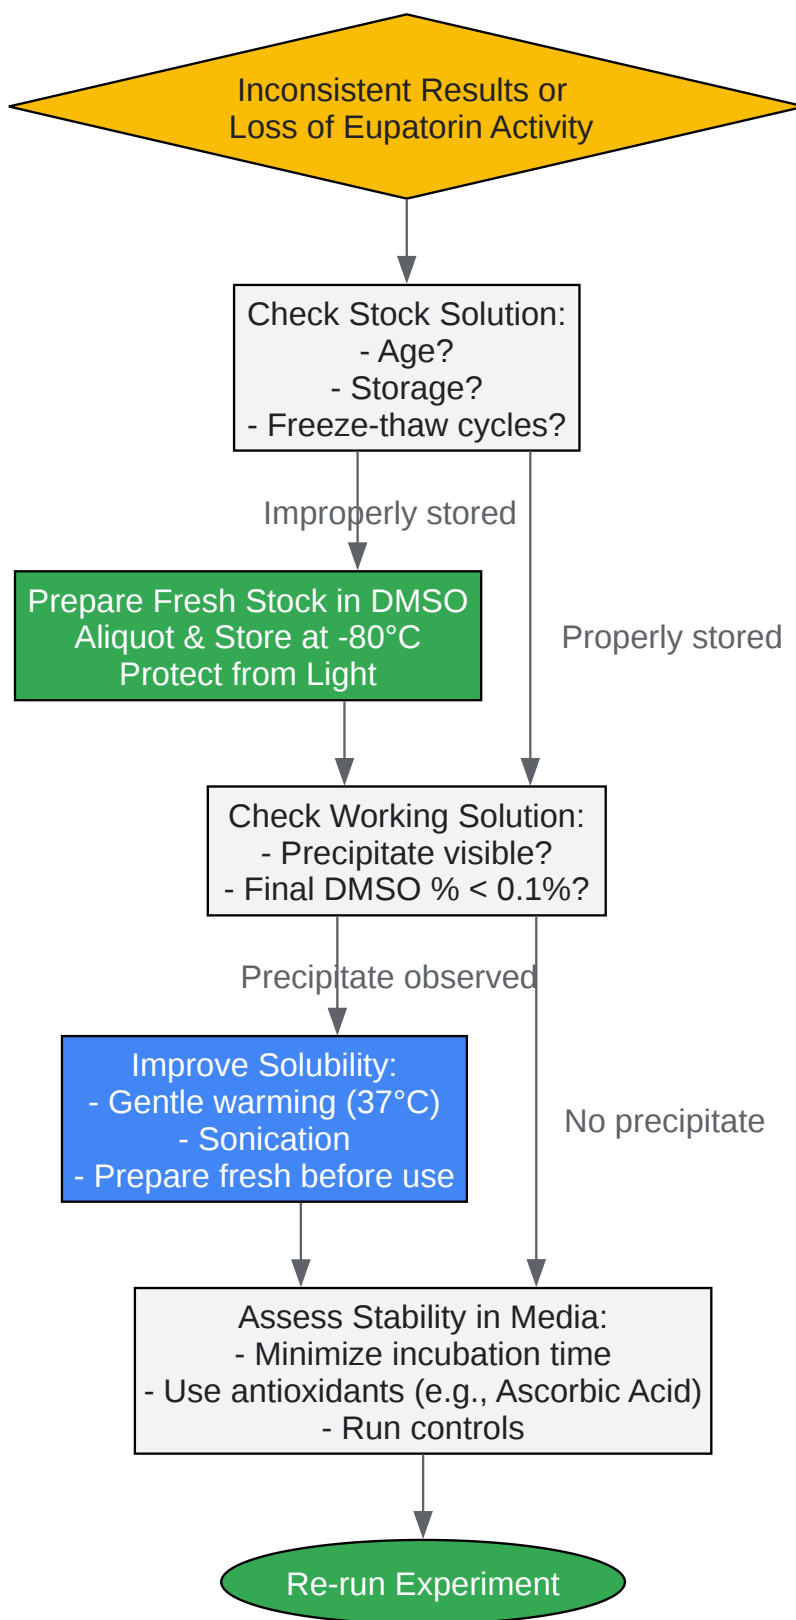 Inconsistent Results or
Loss of Eupatorin Activity
Check Stock Solution:
- Age?
- Storage?
- Freeze-thaw cycles?
Improperly stored
Prepare Fresh Stock in DMSO
Aliquot & Store at -80°C
Protect from Light
Properly stored
Check Working Solution:
- Precipitate visible?
- Final DMSO % < 0.1%?
Precipitate observed
Improve Solubility:
- Gentle warming (37°C)
- Sonication
- Prepare fresh before use
No precipitate
Assess Stability in Media:
- Minimize incubation time
- Use antioxidants (e.g., Ascorbic Acid)
- Run controls
Re-run Experiment